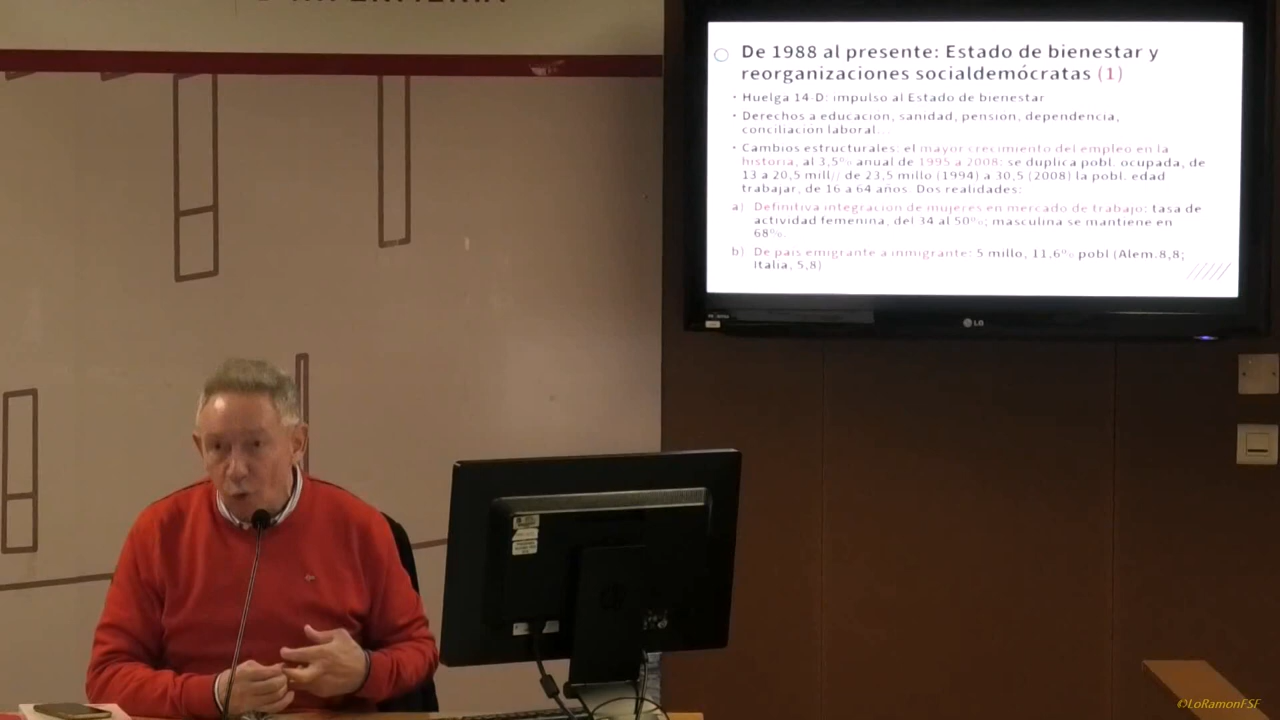 De 1988 al presente: Estado de bienestar y
reorganizaciones socialdemócratas (1)
• Huelga 14-D: impulso al Estado de bienestar
• Derechos a educación, sanidad, pensión, dependencia,
conciliación laboral...
• Cambios estructurales: el mayor crecimiento del empleo en la
historia, al 3,5% anual de 1995 a 2008: se duplica pobl. ocupada, de
13 a 20,5 mill// de 23,5 millo (1994) a 30,5 (2008) la pobl. edad
trabajar, de 16 a 64 años. Dos realidades:
a) Definitiva integración de mujeres en mercado de trabajo: tasa de
actividad femenina, del 34 al 50%; masculina se mantiene en
68%.
b) De país emigrante a inmigrante: 5 millo, 11,6% pobl (Alem.8,8;
Italia, 5,8)
LG
©LoRamonFSF